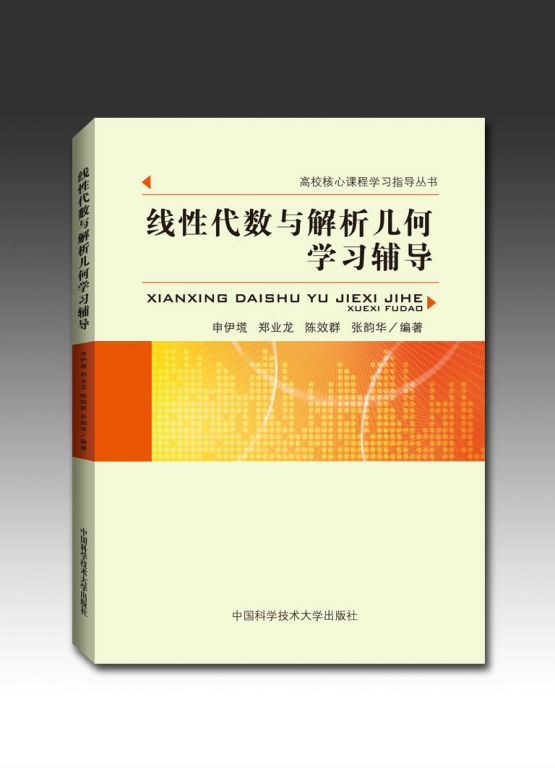 高校核心课程学习指导丛书
线性代数与解析几何
学习辅导
XIANXING DAISHU YU JIEXI JIHE
XUEXI FUDAO
申伊塃 郑业龙 陈效群 张韵华/编著
中国科学技术大学出版社
线性代数与解析几何学习辅导
申伊塃 郑业龙 陈效群 张韵华/编著
中国科学技术大学出版社